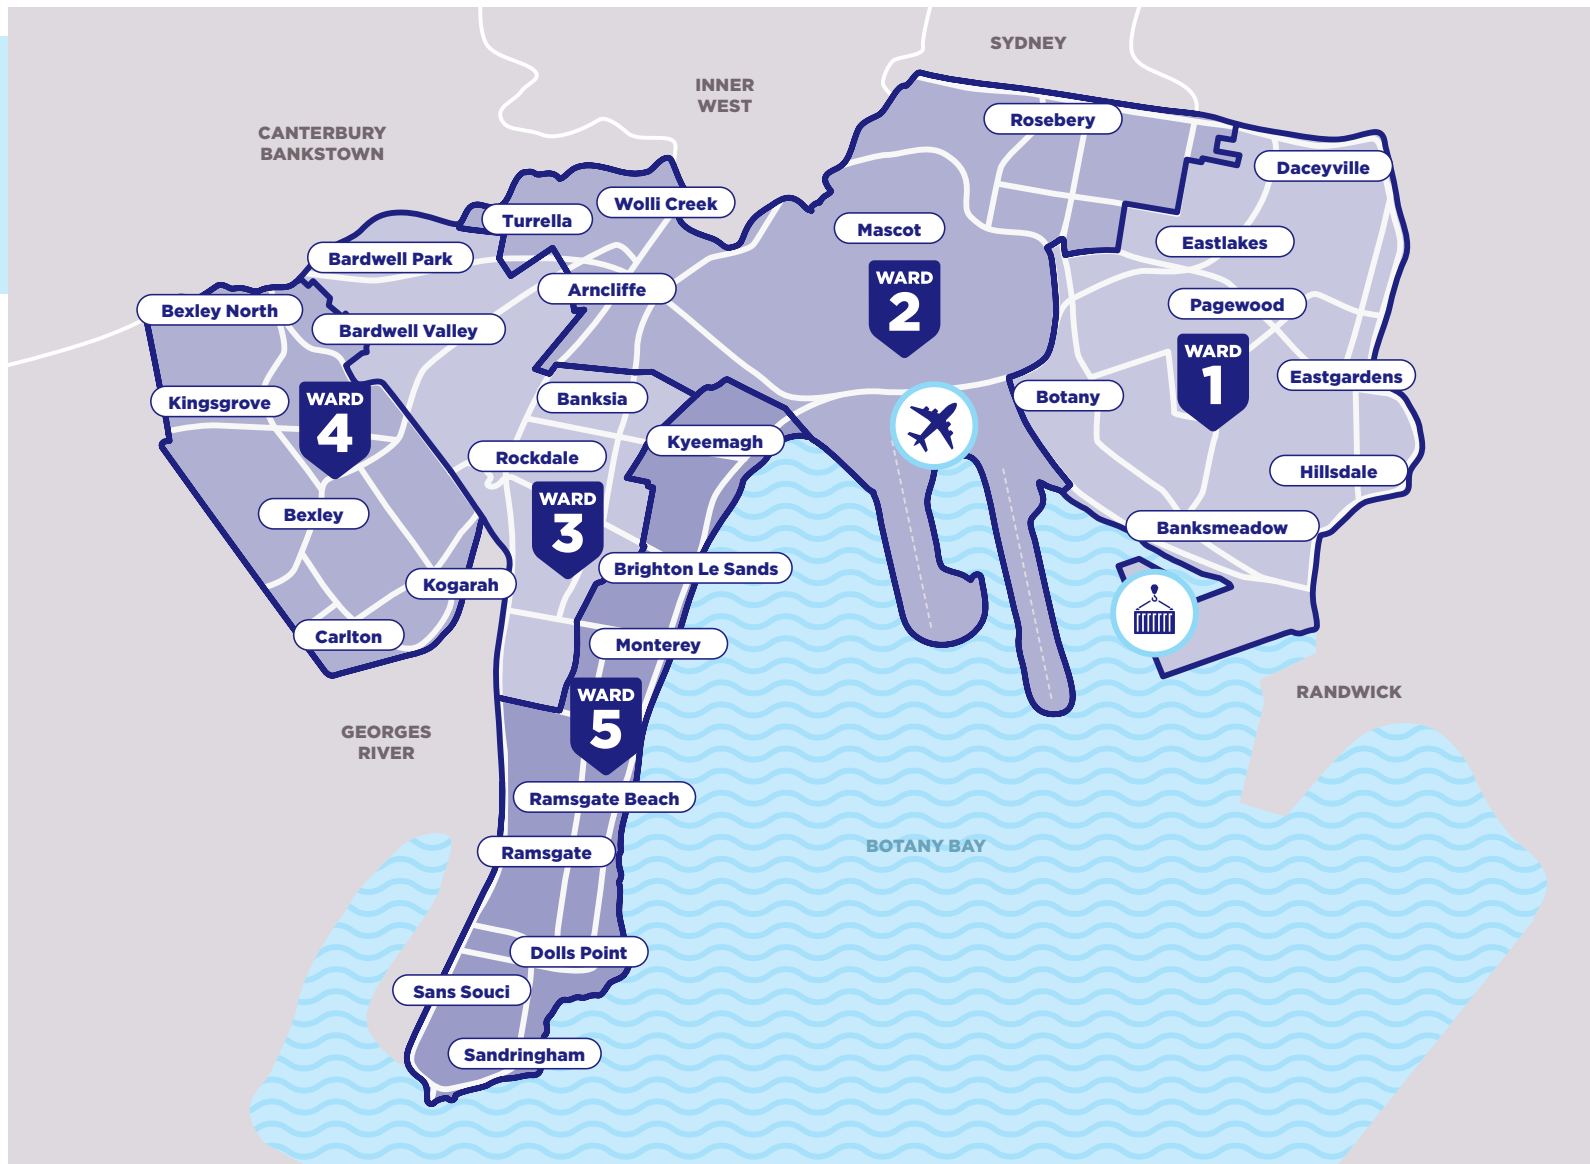 SYDNEY
INNER
WEST
CANTERBURY
BANKSTOWN
Rosebery
Daceyville
Wolli Creek
Turrella
Mascot
Eastlakes
Bardwell Park
WARD
2
Arncliffe
Pagewood
Bexley North
Bardwell Valley
WARD
1
Eastgardens
Kingsgrove
WARD
4
Banksia
Botany
Kyeemagh
Rockdale
Hillsdale
WARD
3
Bexley
Banksmeadow
Brighton Le Sands
Kogarah
Carlton
Monterey
RANDWICK
WARD
5
GEORGES
RIVER
Ramsgate Beach
BOTANY BAY
Ramsgate
Dolls Point
Sans Souci
Sandringham